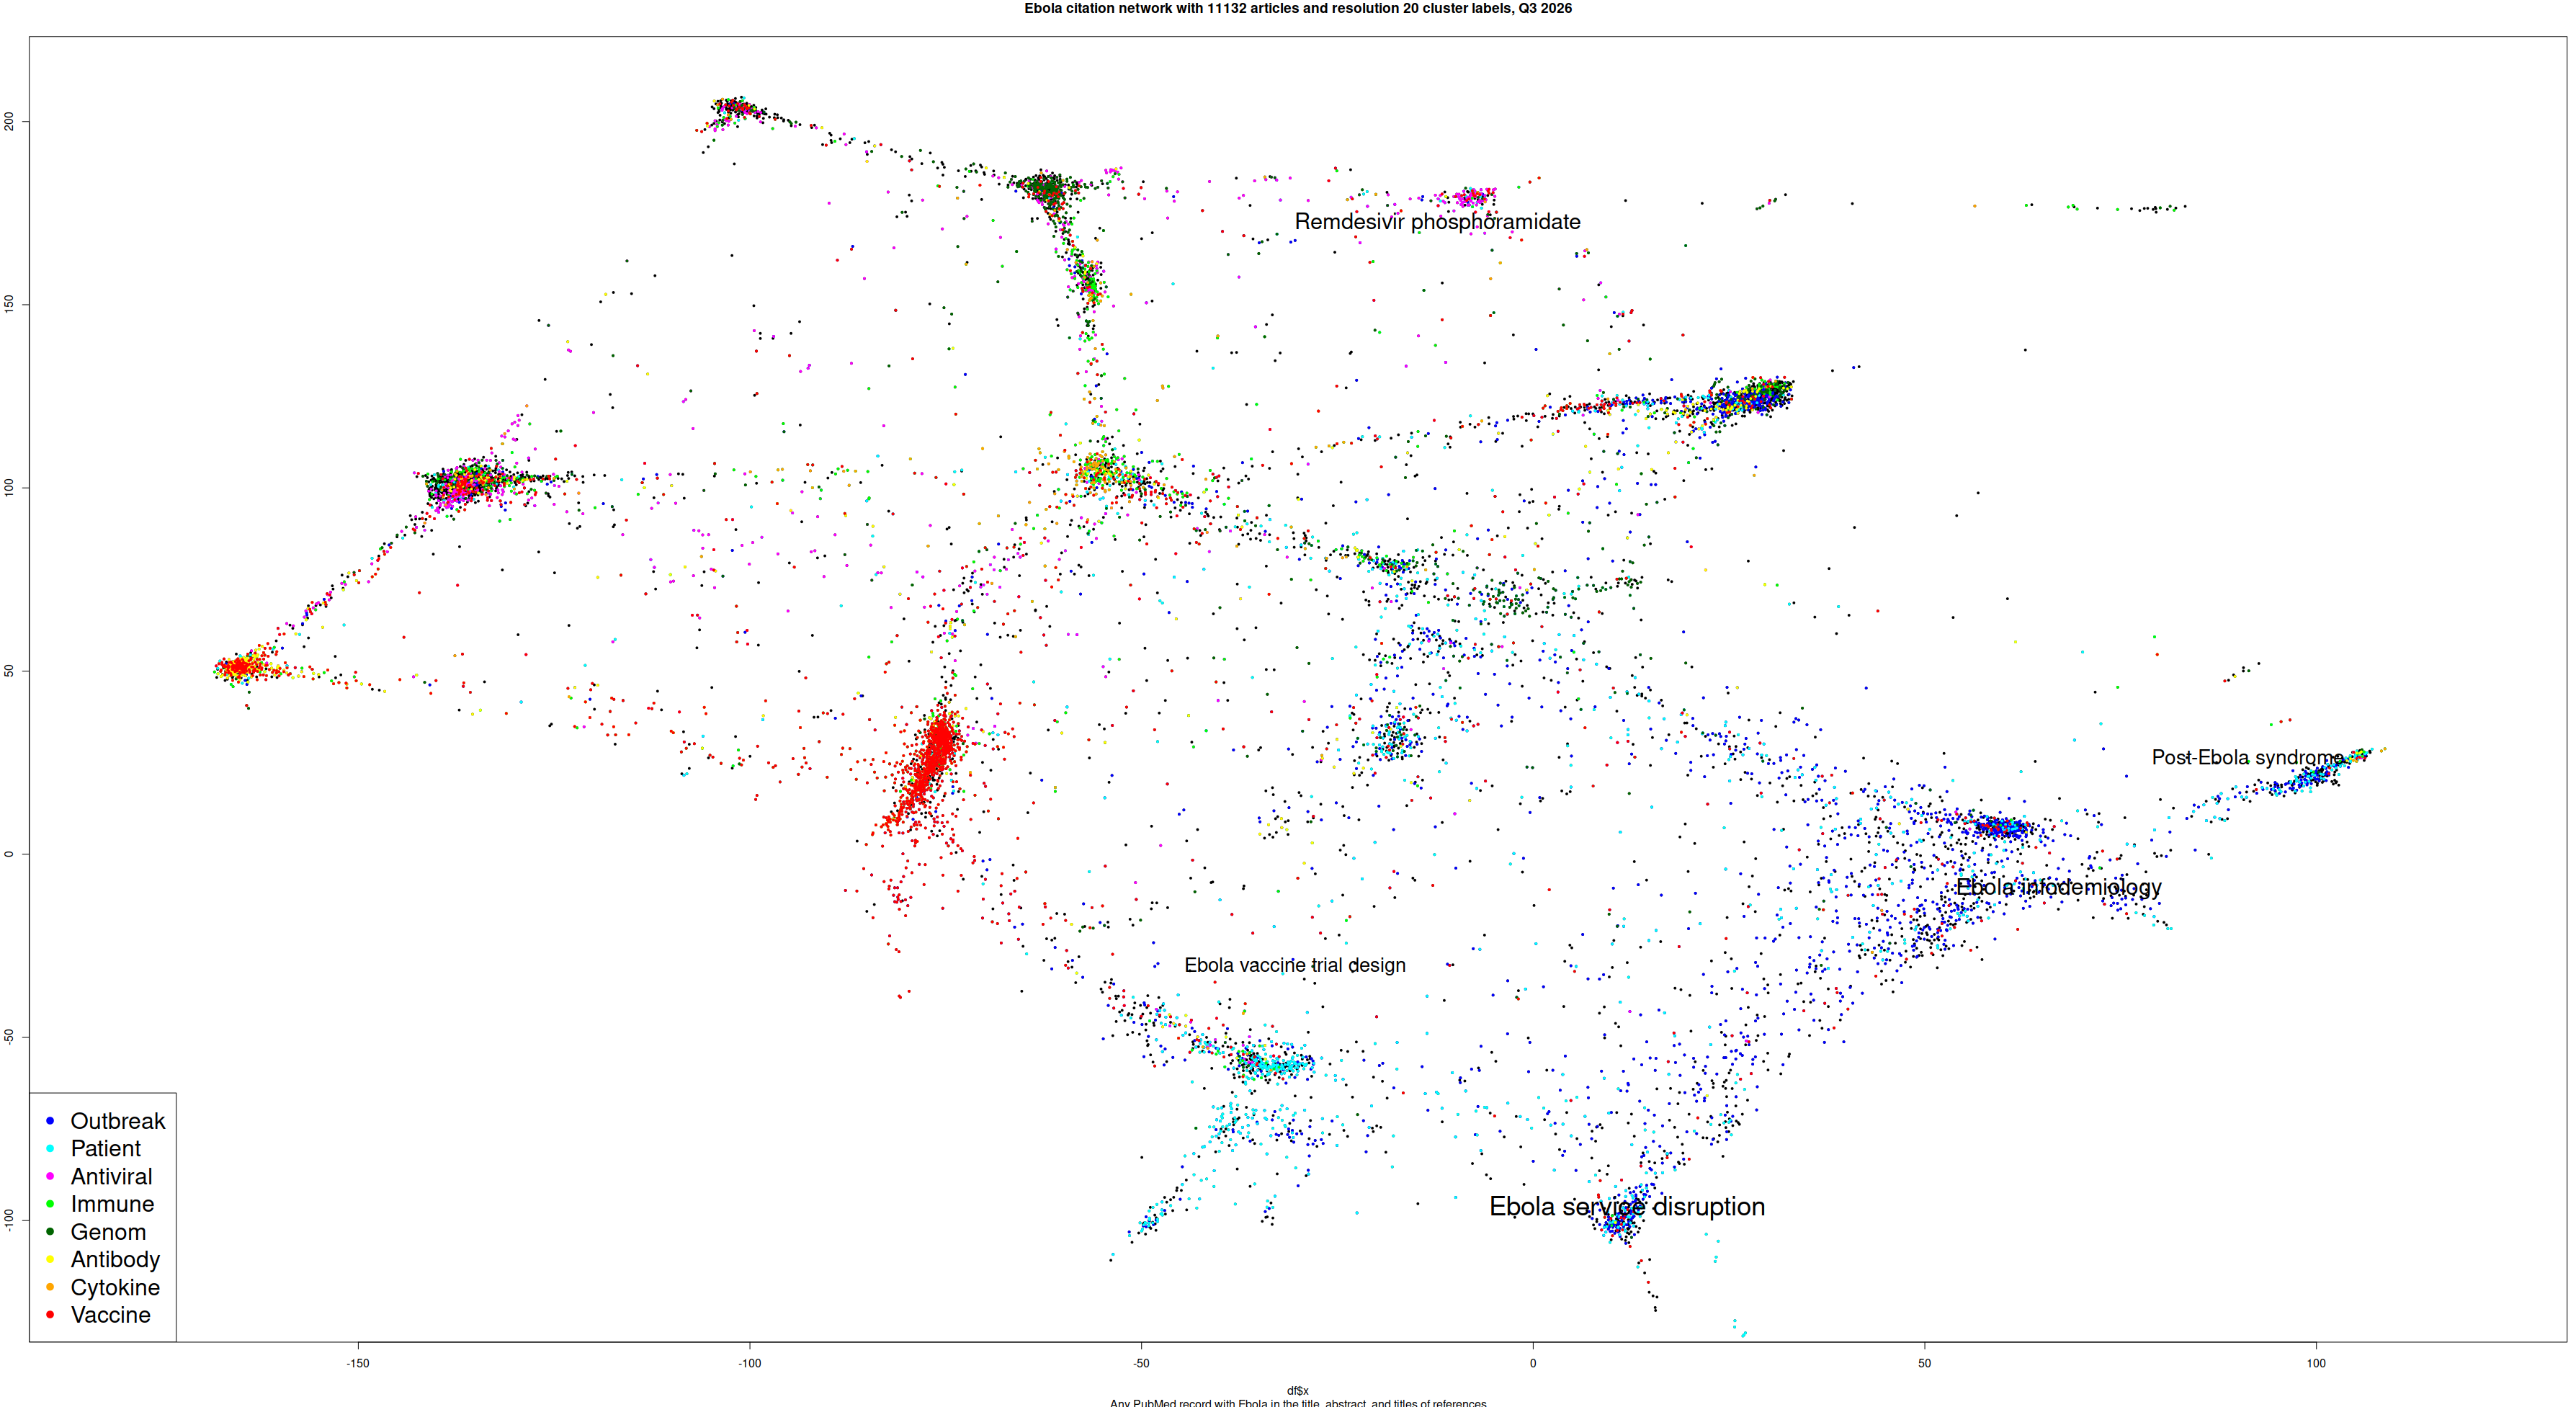 Ebola citation network with 11132 articles and resolution 20 cluster labels, Q3 2026
200
150
100
50
0
-50
-100
Remdesivir phosphoramidate
Post-Ebola syndrome
Ebola infodemiology
Ebola vaccine trial design
Ebola service disruption
Outbreak
Patient
Antiviral
Immune
Genom
Antibody
Cytokine
Vaccine
-150 -100 -50 0 50 100
df$x
Any PubMed record with Ebola in the title, abstract, and titles of references